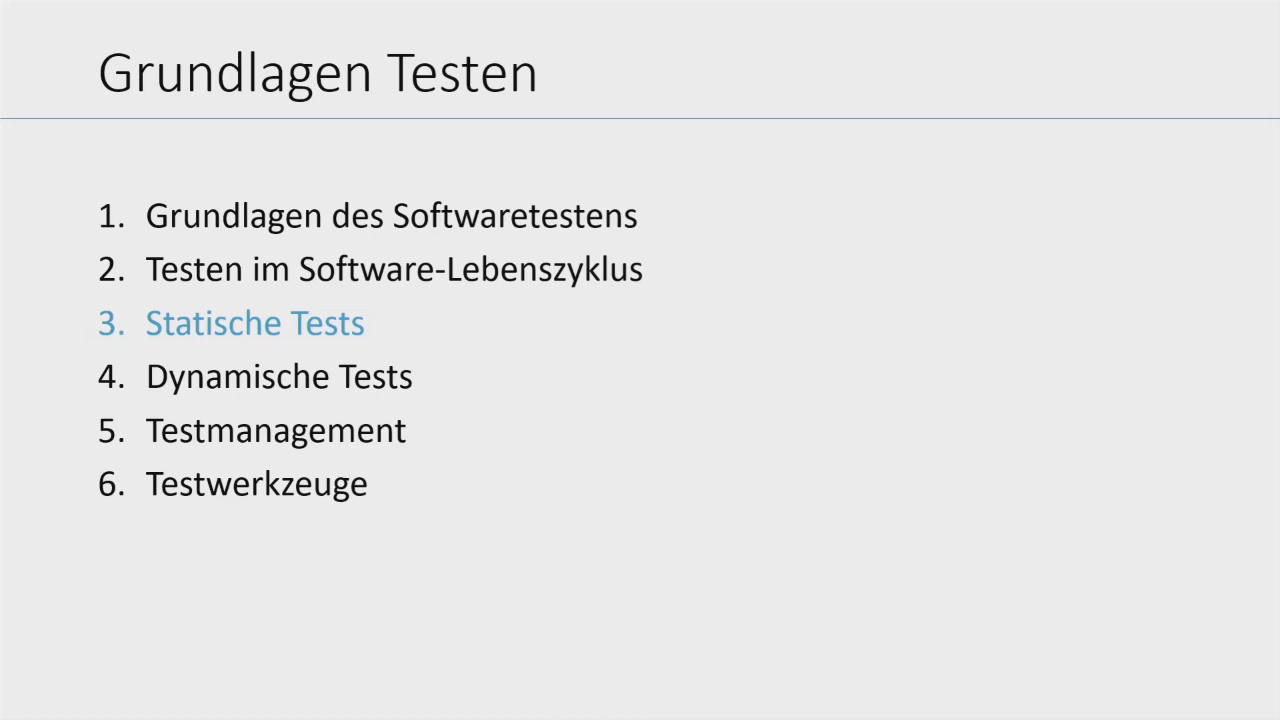 Grundlagen Testen
1. Grundlagen des Softwaretestens
2. Testen im Software-Lebenszyklus
3. Statische Tests
4. Dynamische Tests
5. Testmanagement
6. Testwerkzeuge